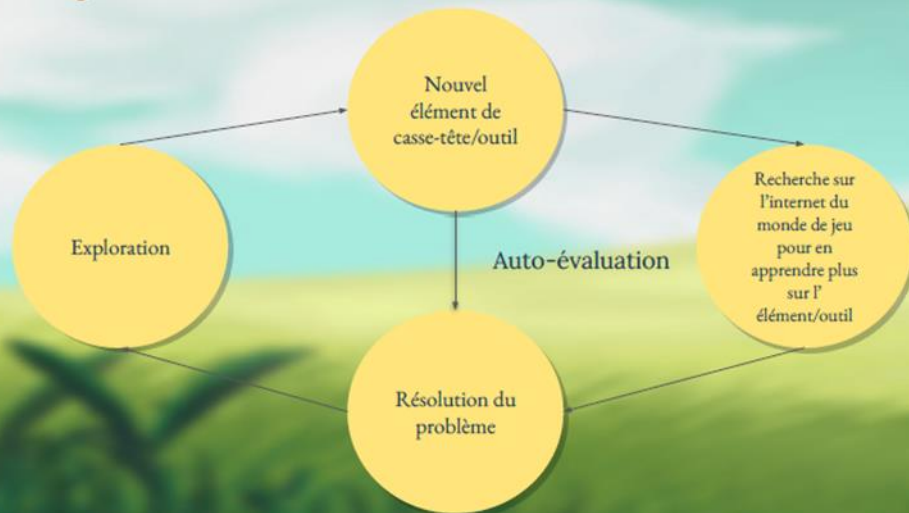 Nouvel
élément de
casse-tête/outil
Exploration
Recherche sur
l'internet du
monde de jeu
pour en
apprendre plus
sur l'
élément/outil
Auto-évaluation
Résolution du
problème